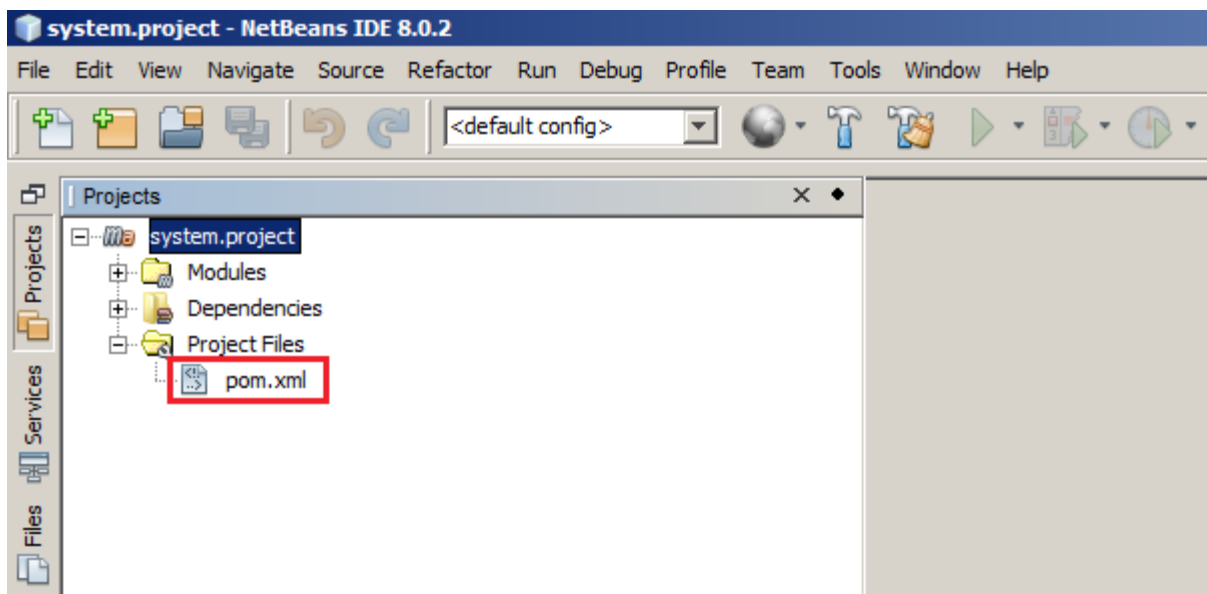 system.project - NetBeans IDE 8.0.2
File Edit View Navigate Source Refactor Run Debug Profile Team Tools Window Help
<default config>
Projects
system.project
Modules
Dependencies
Project Files
pom.xml
Projects
Services
Files